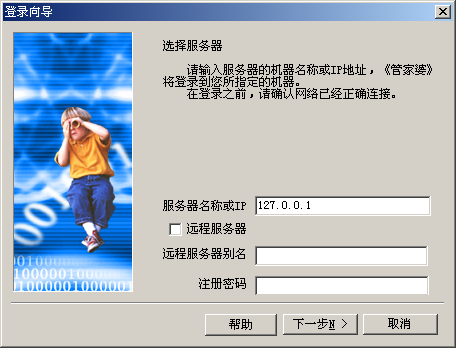 登录向导
选择服务器
请输入服务器的机器名称或IP地址，《管家婆》
将登录到您所指定的机器。
在登录之前，请确认网络已经正确连接。
服务器名称或IP 127.0.0.1
远程服务器
远程服务器别名
注册密码
帮助 下一步N > 取消